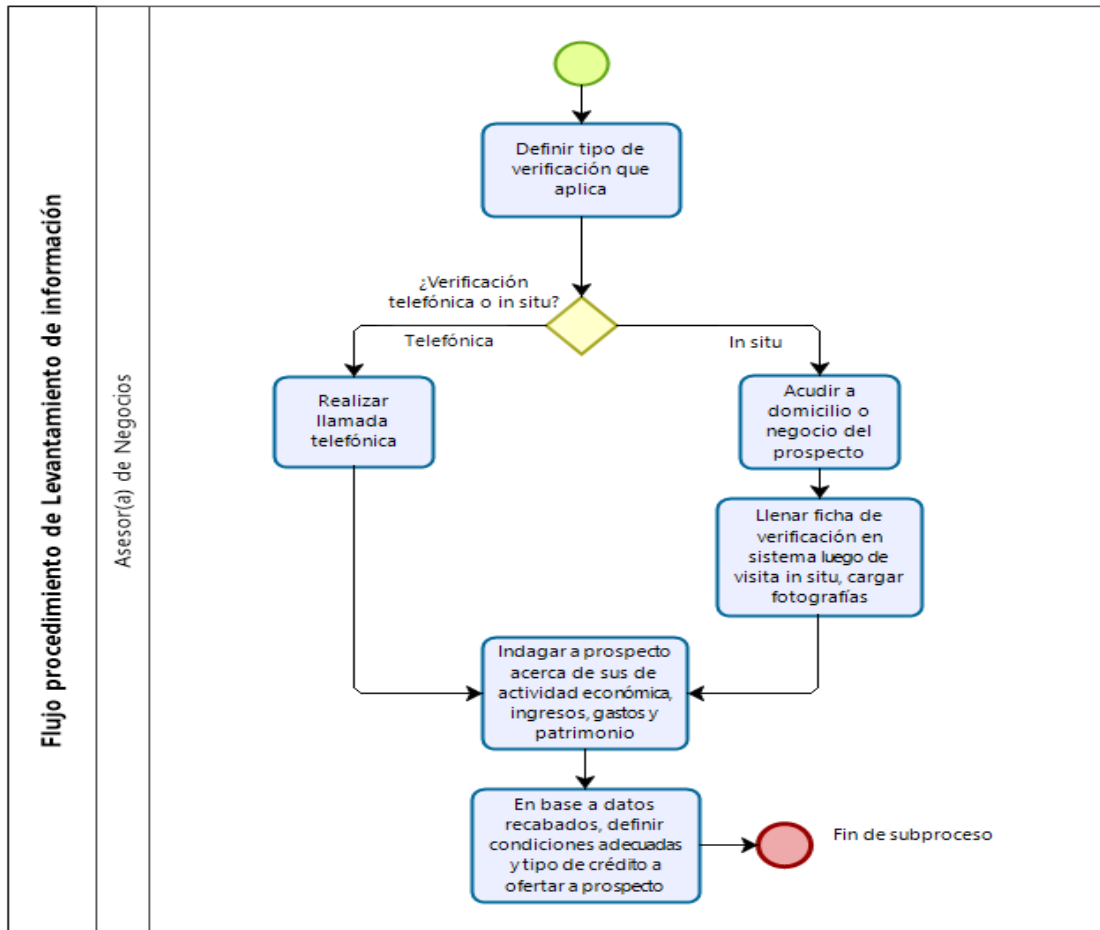 Flujo procedimiento de Levantamiento de información
Asesor(a) de Negocios
Definir tipo de
verificación que
aplica
¿Verificación
telefónica o in situ?
Telefónica
In situ
Realizar
llamada
telefónica
Acudir a
domicilio o
negocio del
prospecto
Llenar ficha de
verificación en
sistema luego de
visita in situ, cargar
fotografías
Indagar a prospecto
acerca de sus de
actividad económica,
ingresos, gastos y
patrimonio
En base a datos
recabados, definir
condiciones adecuadas
y tipo de crédito a
ofertar a prospecto
Fin de subproceso